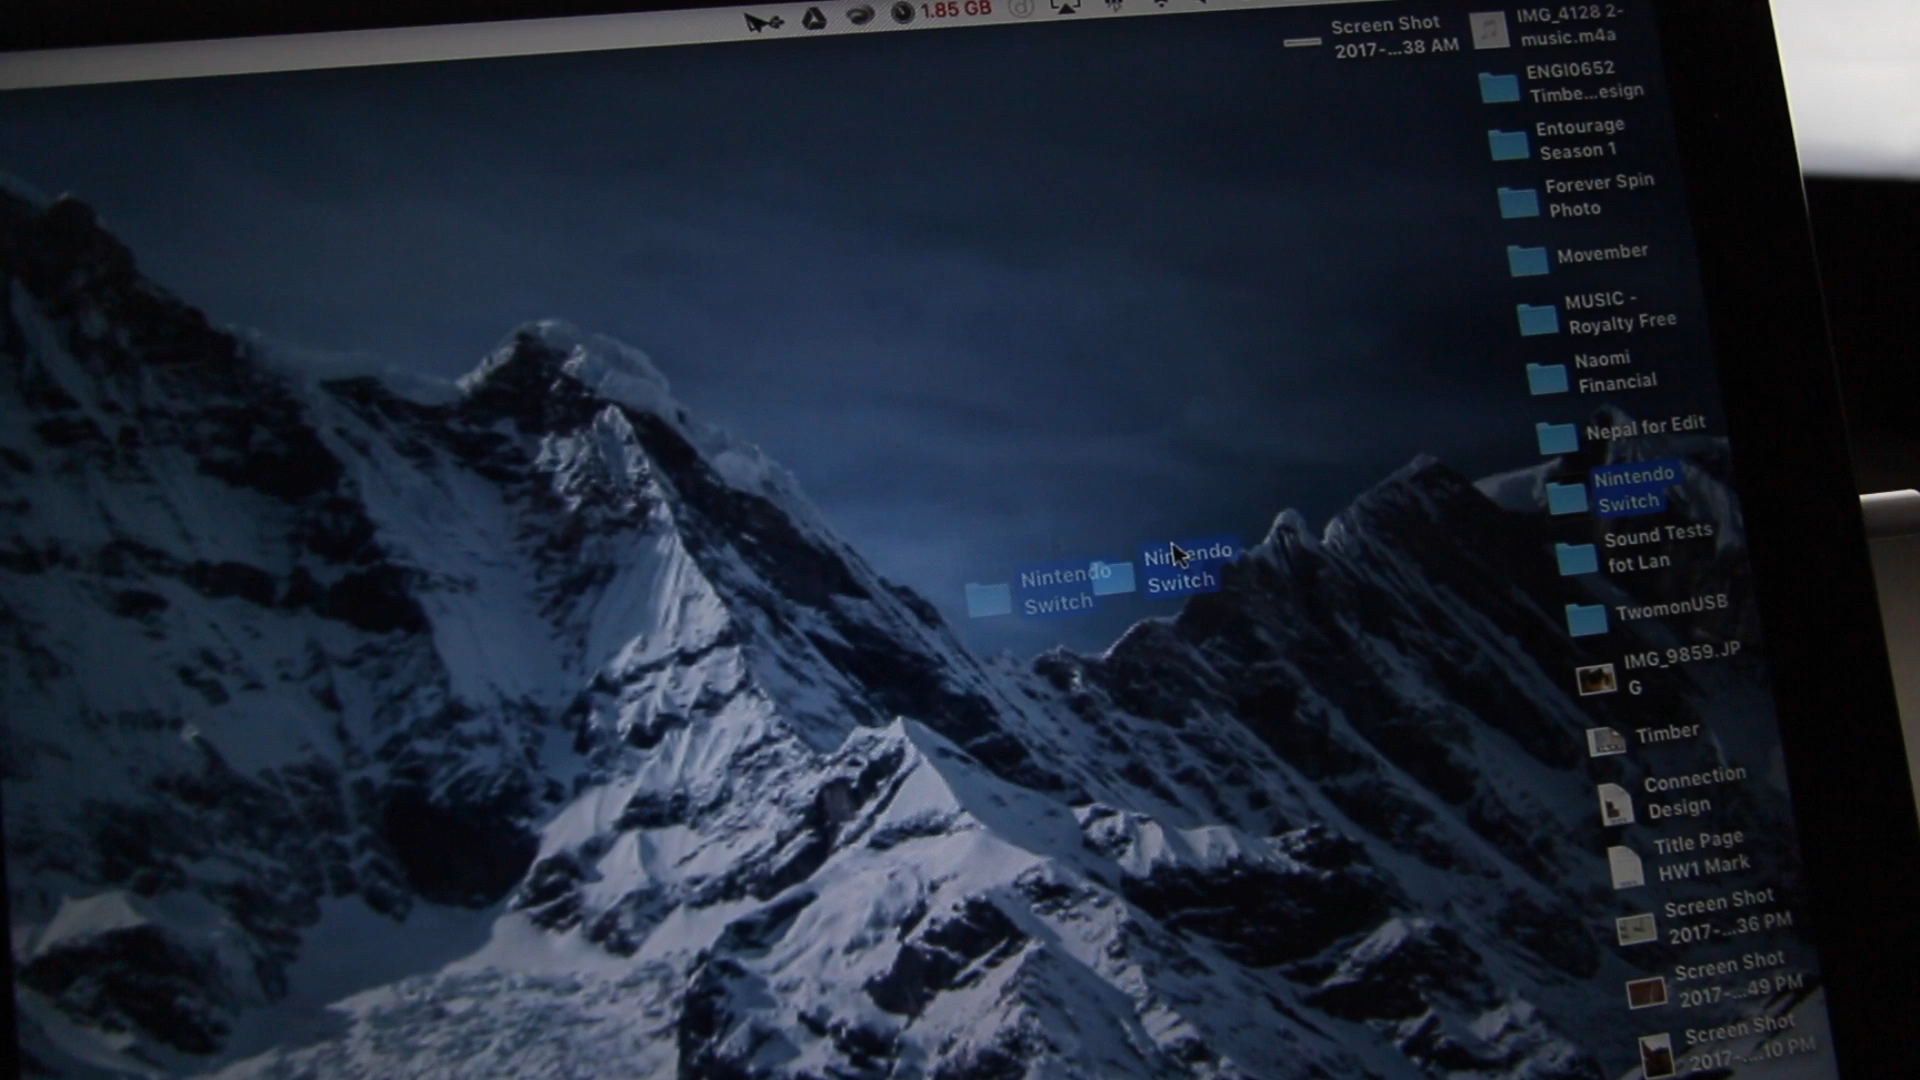 1.85 GB
Screen Shot
2017-...38 AM
IMG_4128 2-
music.m4a
ENGI0652
Timbe...esign
Entourage
Season 1
Forever Spin
Photo
Movember
MUSIC -
Royalty Free
Naomi
Financial
Nepal for Edit
Nintendo
Switch
Nintendo
Switch
Nintendo
Switch
Sound Tests
fot Lan
TwomonUSB
IMG_9859.JP
G
Timber
Connection
Design
Title Page
HW1 Mark
Screen Shot
2017-...36 PM
Screen Shot
2017-...49 PM
Screen Shot
2017-...10 PM